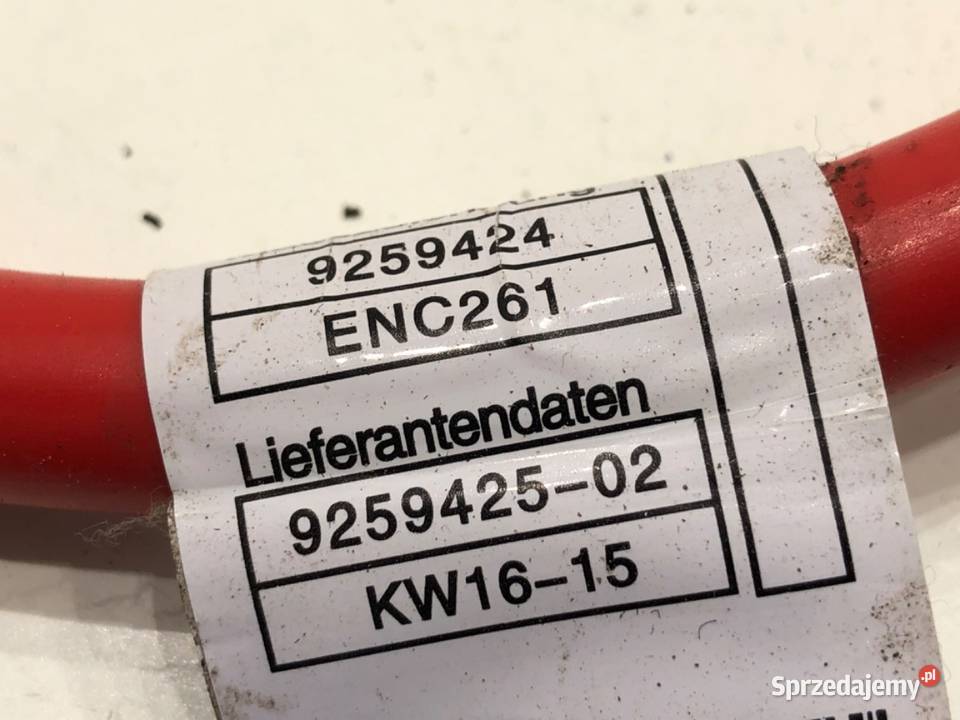 9259424
ENC261
Lieferantendaten
9259425-02
KW16-15
Sprzedajemy.pl